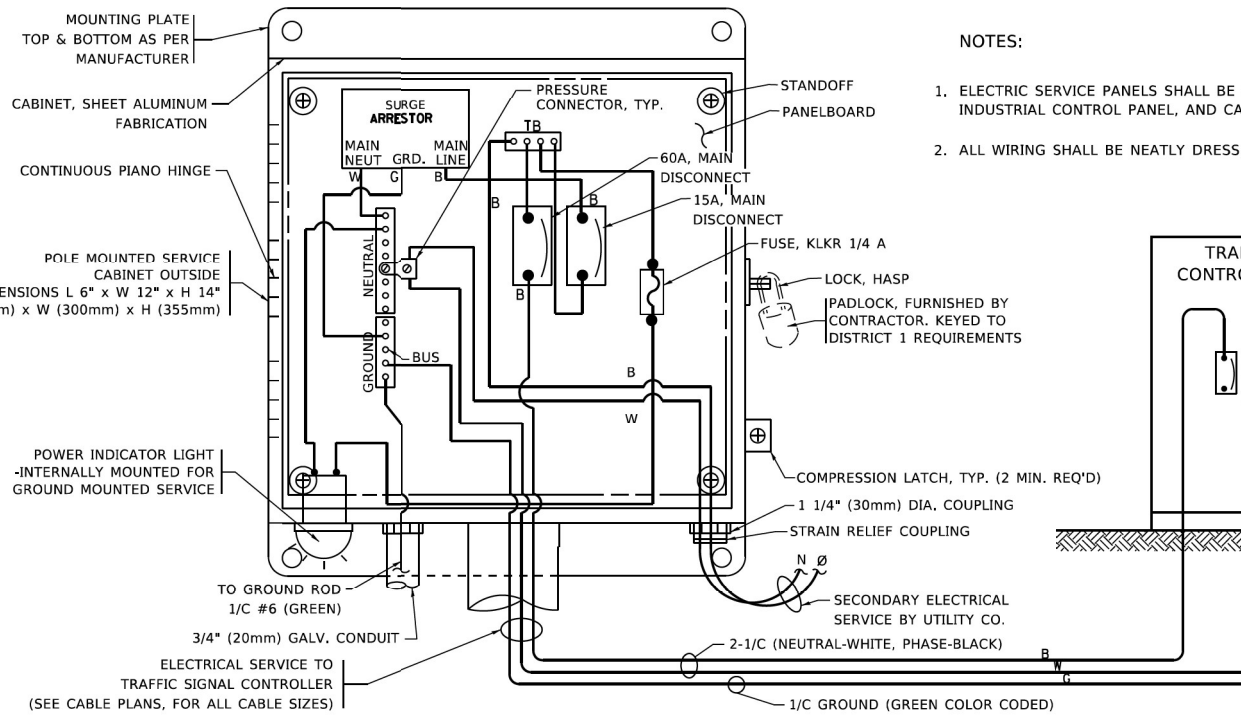 MOUNTING PLATE
TOP & BOTTOM AS PER
MANUFACTURER
CABINET, SHEET ALUMINUM
FABRICATION
CONTINUOUS PIANO HINGE
POLE MOUNTED SERVICE
CABINET OUTSIDE
ENSIONS L 6" x W 12" x H 14"
m) x W (300mm) x H (355mm)
POWER INDICATOR LIGHT
-INTERNALLY MOUNTED FOR
GROUND MOUNTED SERVICE
TO GROUND ROD
1/C #6 (GREEN)
3/4" (20mm) GALV. CONDUIT
ELECTRICAL SERVICE TO
TRAFFIC SIGNAL CONTROLLER
(SEE CABLE PLANS, FOR ALL CABLE SIZES)
SURGE
ARRESTOR
MAIN
NEUT
GRD.
MAIN
LINE
W
G
B
PRESSURE
CONNECTOR, TYP.
TB
NEUTRAL
GROUND
BUS
B
B
B
B
W
60A, MAIN
DISCONNECT
15A, MAIN
DISCONNECT
STANDOFF
PANELBOARD
FUSE, KLKR 1/4 A
LOCK, HASP
PADLOCK, FURNISHED BY
CONTRACTOR. KEYED TO
DISTRICT 1 REQUIREMENTS
COMPRESSION LATCH, TYP. (2 MIN. REQ'D)
1 1/4" (30mm) DIA. COUPLING
STRAIN RELIEF COUPLING
N Ø
SECONDARY ELECTRICAL
SERVICE BY UTILITY CO.
2-1/C (NEUTRAL-WHITE, PHASE-BLACK)
B
W
G
1/C GROUND (GREEN COLOR CODED)
NOTES:
1. ELECTRIC SERVICE PANELS SHALL BE
INDUSTRIAL CONTROL PANEL, AND CA
2. ALL WIRING SHALL BE NEATLY DRESS
TRA
CONTRO